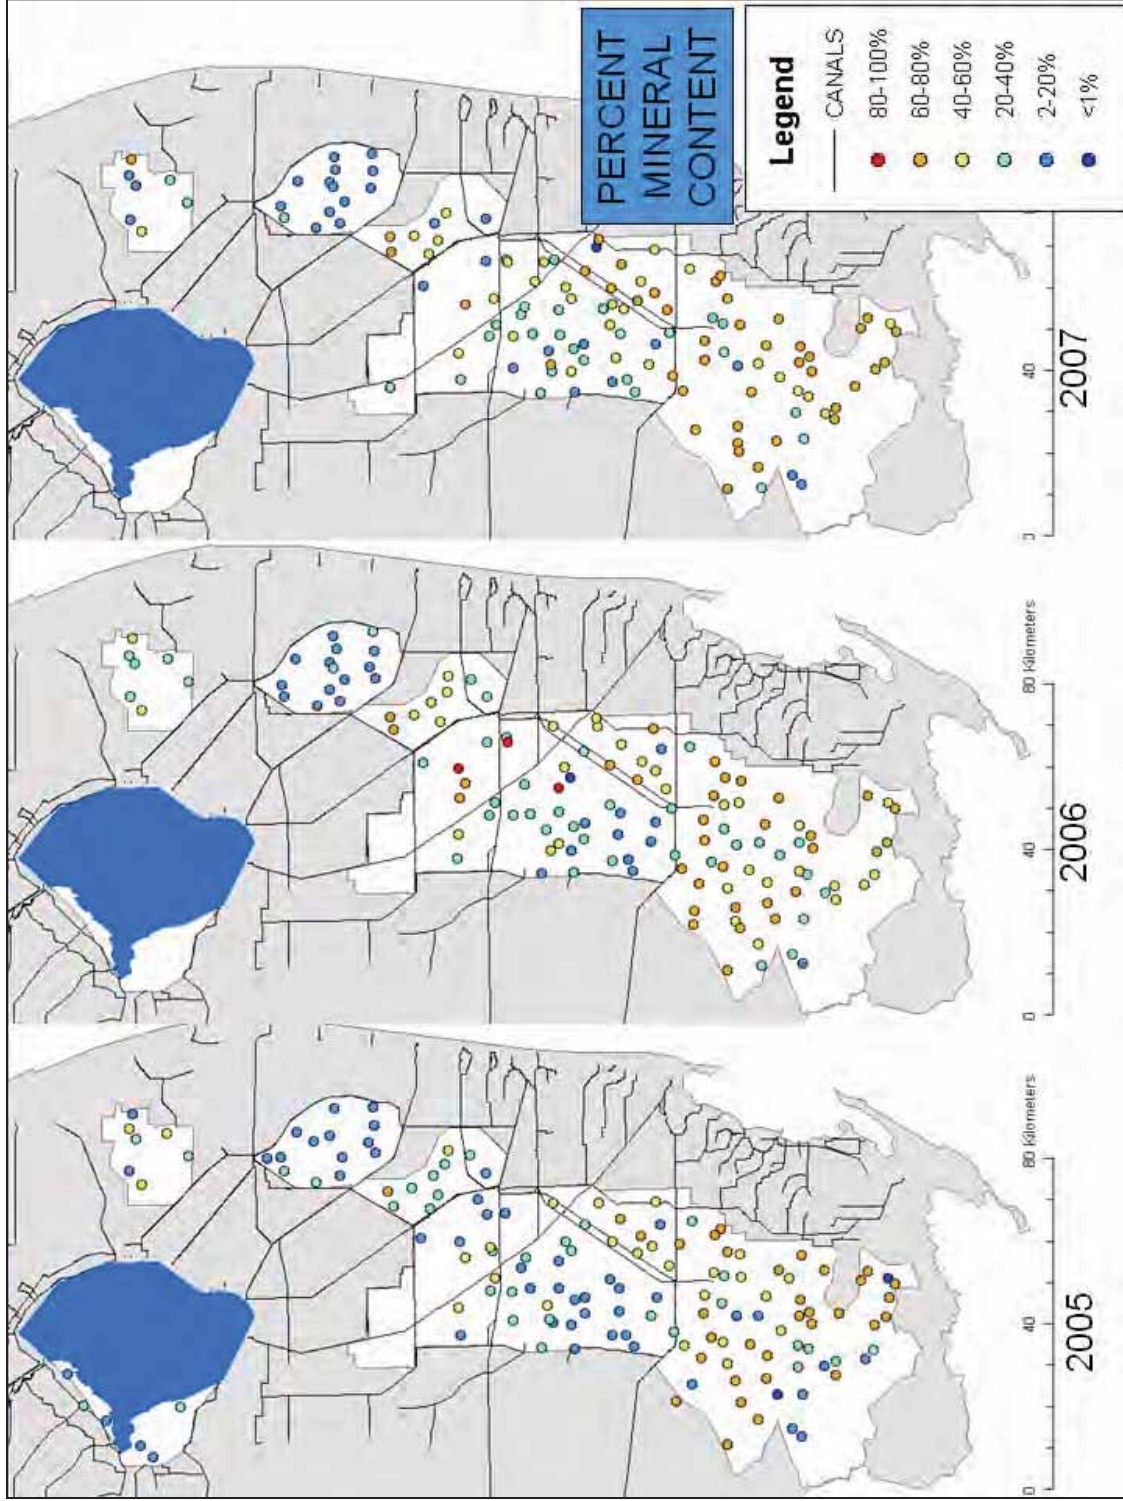 2005
0
40
80 Kilometers
2006
0
40
80 Kilometers
2007
0
40
PERCENT
MINERAL
CONTENT
Legend
CANALS
80-100%
60-80%
40-60%
20-40%
2-20%
<1%